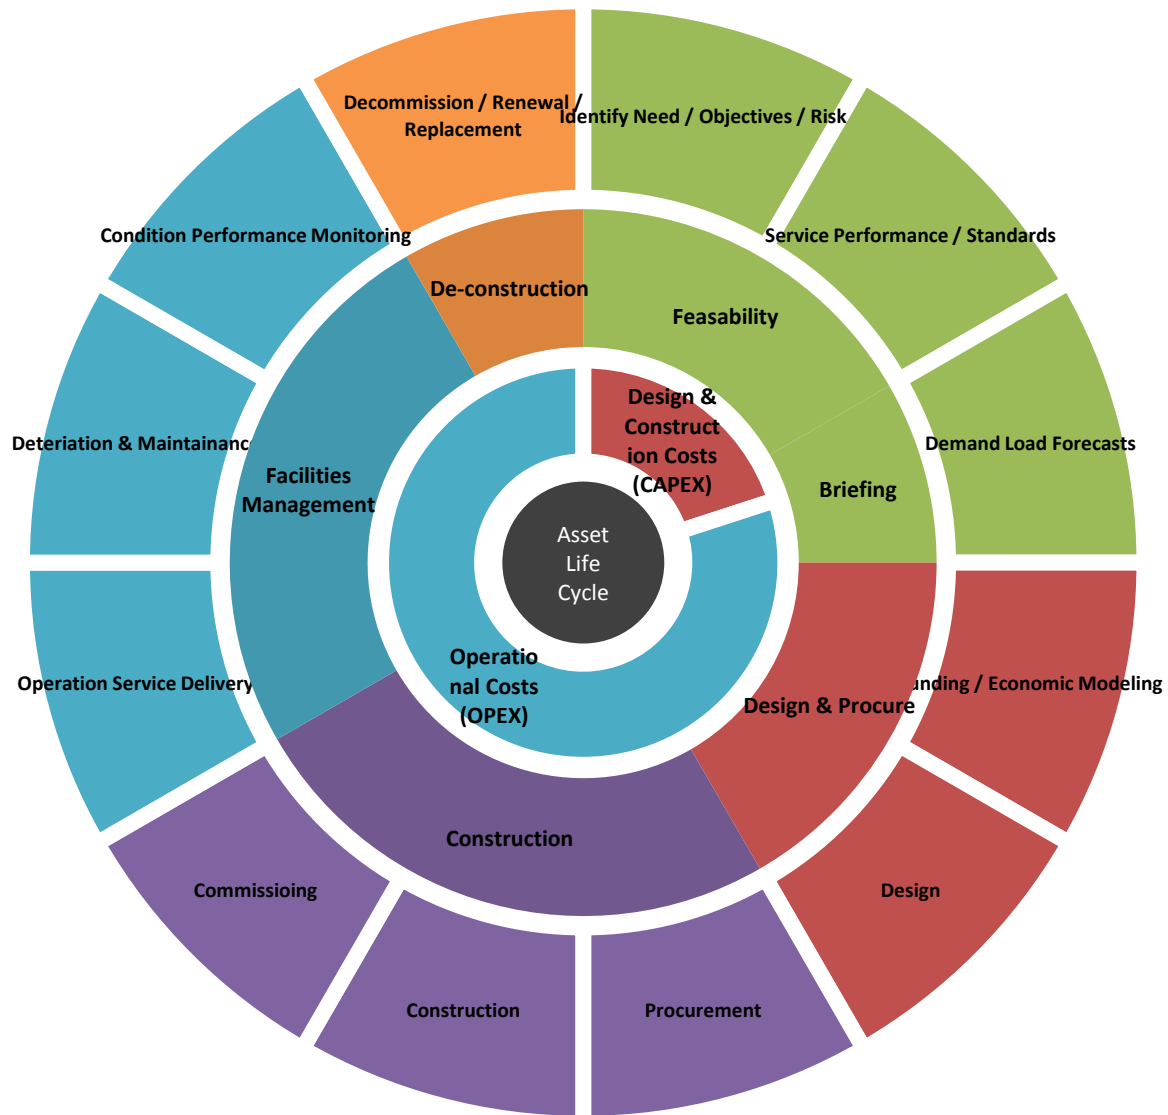 Decommission / Renewal /
Replacement
Identify Need / Objectives / Risk
Service Performance / Standards
Demand Load Forecasts
unding / Economic Modeling
Design
Procurement
Construction
Commissioing
Operation Service Delivery
Deteriation & Maintainance
Condition Performance Monitoring
De-construction
Feasability
Briefing
Design & Procure
Construction
Facilities
Management
Design &
Construct
ion Costs
(CAPEX)
Operatio
nal Costs
(OPEX)
Asset
Life
Cycle